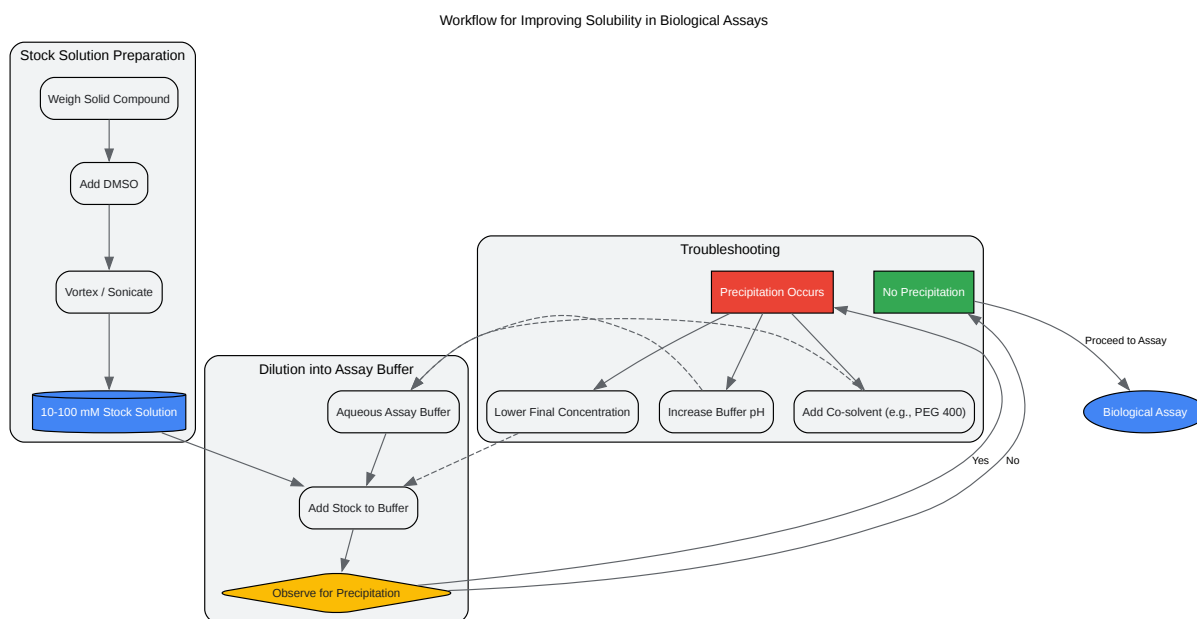 Workflow for Improving Solubility in Biological Assays
Stock Solution Preparation
Weigh Solid Compound
Add DMSO
Vortex / Sonicate
10-100 mM Stock Solution
Dilution into Assay Buffer
Aqueous Assay Buffer
Add Stock to Buffer
Observe for Precipitation
Troubleshooting
Precipitation Occurs
No Precipitation
Lower Final Concentration
Increase Buffer pH
Add Co-solvent (e.g., PEG 400)
Yes
No
Proceed to Assay
Biological Assay